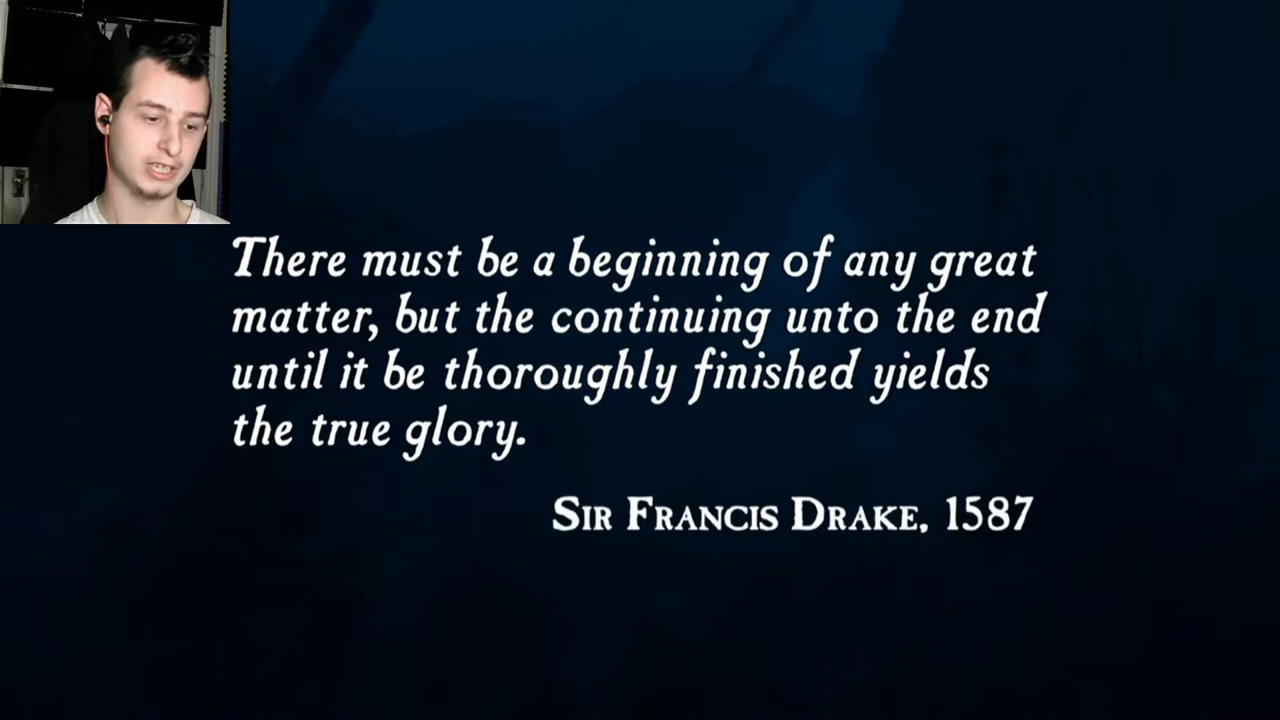 There must be a beginning of any great
matter, but the continuing unto the end
until it be thoroughly finished yields
the true glory.
Sir Francis Drake, 1587